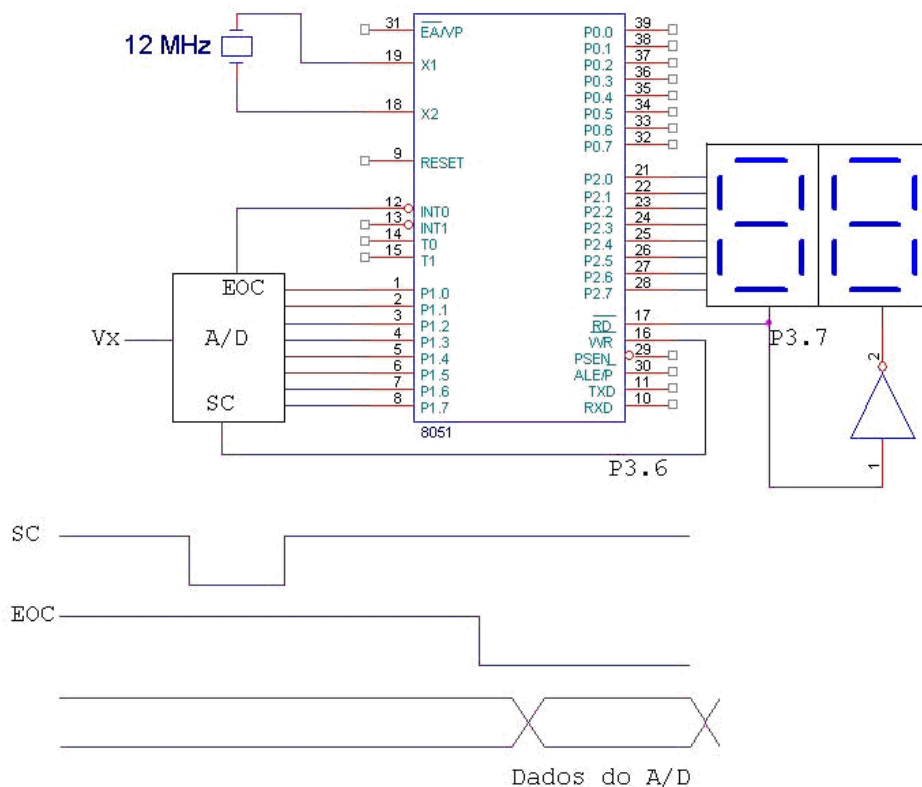 12 MHz
31
EA/VP
19
X1
18
X2
9
RESET
12
INT0
13
INT1
14
T0
15
T1
1
P1.0
2
P1.1
3
P1.2
4
P1.3
5
P1.4
6
P1.5
7
P1.6
8
P1.7
39
P0.0
38
P0.1
37
P0.2
36
P0.3
35
P0.4
34
P0.5
33
P0.6
32
P0.7
21
P2.0
22
P2.1
23
P2.2
24
P2.3
25
P2.4
26
P2.5
27
P2.6
28
P2.7
17
RD
16
WR
29
PSEN
30
ALE/P
11
TXD
10
RXD
8051
EOC
Vx
A/D
SC
P3.7
P3.6
2
1
SC
EOC
Dados do A/D